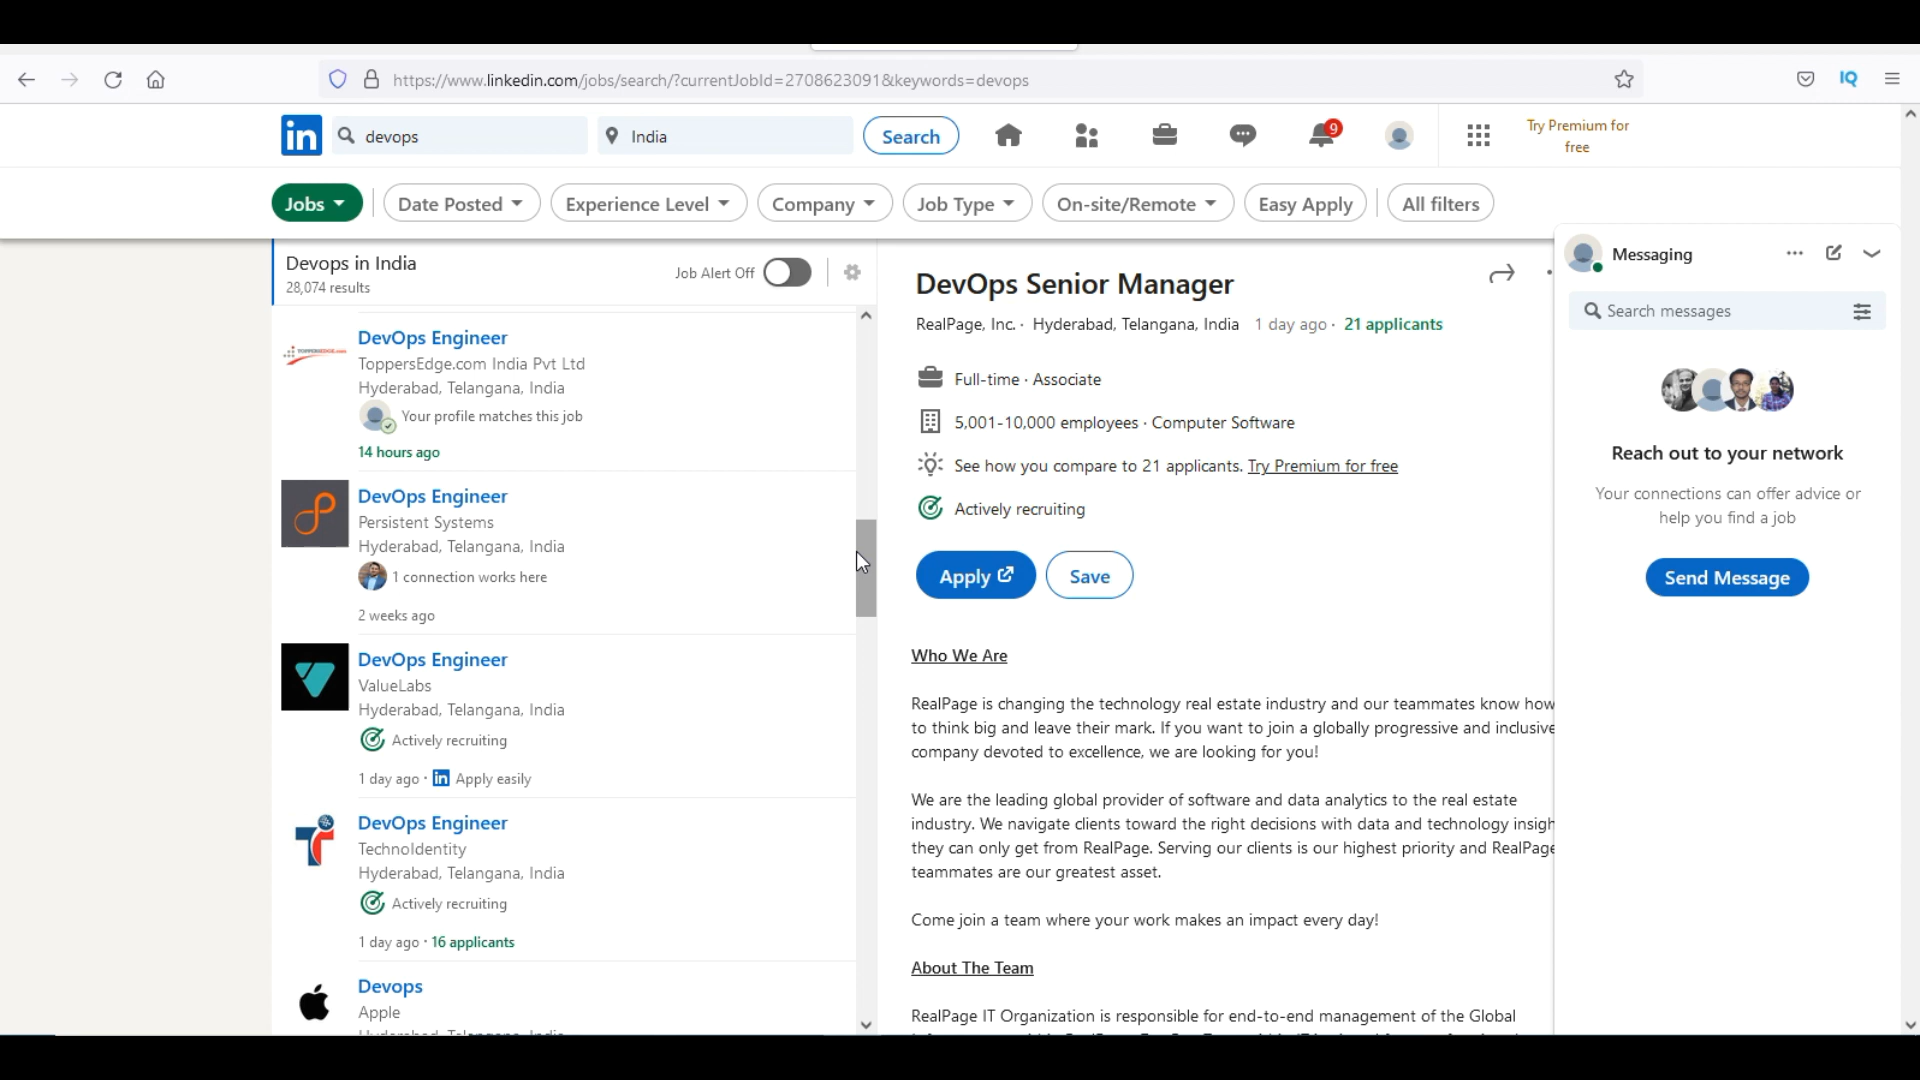 https://www.linkedin.com/jobs/search/?currentJobId=2708623091&keywords=devops
IQ
in
devops
India
Search
9
Try Premium for
free
Jobs
Date Posted
Experience Level
Company
Job Type
On-site/Remote
Easy Apply
All filters
Devops in India
28,074 results
Job Alert Off
DevOps Engineer
ToppersEdge.com India Pvt Ltd
Hyderabad, Telangana, India
Your profile matches this job
14 hours ago
DevOps Engineer
Persistent Systems
Hyderabad, Telangana, India
1 connection works here
2 weeks ago
DevOps Engineer
ValueLabs
Hyderabad, Telangana, India
Actively recruiting
1 day ago · in Apply easily
DevOps Engineer
TechnoIdentity
Hyderabad, Telangana, India
Actively recruiting
1 day ago · 16 applicants
Devops
Apple
DevOps Senior Manager
RealPage, Inc. · Hyderabad, Telangana, India 1 day ago · 21 applicants
Full-time · Associate
5,001-10,000 employees · Computer Software
See how you compare to 21 applicants. Try Premium for free
Actively recruiting
Apply
Save
Who We Are
RealPage is changing the technology real estate industry and our teammates know how
to think big and leave their mark. If you want to join a globally progressive and inclusive
company devoted to excellence, we are looking for you!
We are the leading global provider of software and data analytics to the real estate
industry. We navigate clients toward the right decisions with data and technology insigh
they can only get from RealPage. Serving our clients is our highest priority and RealPage
teammates are our greatest asset.
Come join a team where your work makes an impact every day!
About The Team
RealPage IT Organization is responsible for end-to-end management of the Global
Messaging
Search messages
Reach out to your network
Your connections can offer advice or
help you find a job
Send Message